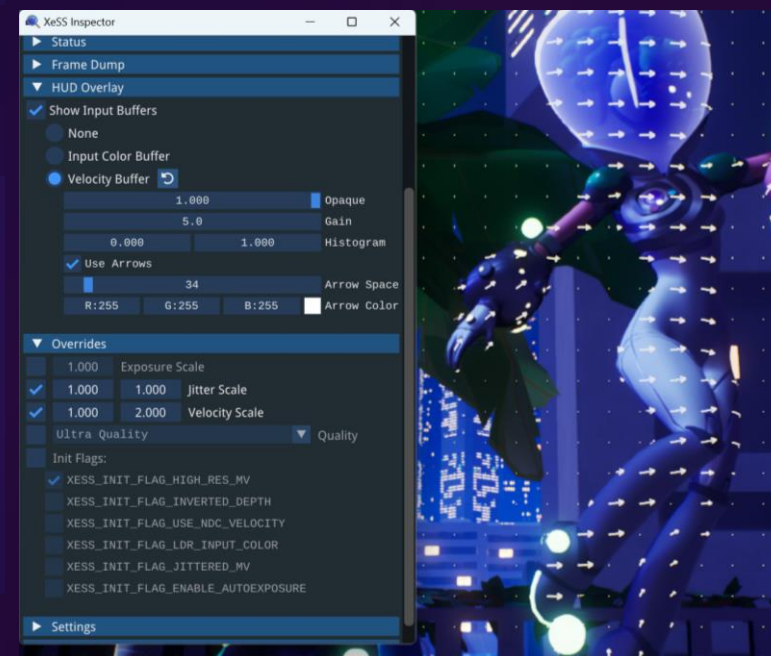 XeSS Inspector
Status
Frame Dump
HUD Overlay
Show Input Buffers
None
Input Color Buffer
Velocity Buffer
1.000 Opaque
5.0 Gain
0.000 1.000 Histogram
Use Arrows
34 Arrow Space
R:255 G:255 B:255 Arrow Color
Overrides
1.000 Exposure Scale
1.000 1.000 Jitter Scale
1.000 2.000 Velocity Scale
Ultra Quality Quality
Init Flags:
XESS_INIT_FLAG_HIGH_RES_MV
XESS_INIT_FLAG_INVERTED_DEPTH
XESS_INIT_FLAG_USE_NDC_VELOCITY
XESS_INIT_FLAG_LDR_INPUT_COLOR
XESS_INIT_FLAG_JITTERED_MV
XESS_INIT_FLAG_ENABLE_AUTOEXPOSURE
Settings